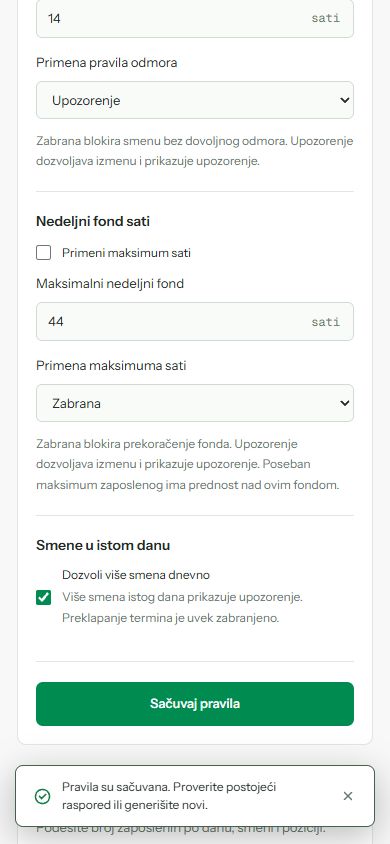 14 sati
Primena pravila odmora
Upozorenje
Zabrana blokira smenu bez dovoljnog odmora. Upozorenje
dozvoljava izmenu i prikazuje upozorenje.
Nedeljni fond sati
Primeni maksimum sati
Maksimalni nedeljni fond
44 sati
Primena maksimuma sati
Zabrana
Zabrana blokira prekoračenje fonda. Upozorenje
dozvoljava izmenu i prikazuje upozorenje. Poseban
maksimum zaposlenog ima prednost nad ovim fondom.
Smene u istom danu
Dozvoli više smena dnevno
Više smena istog dana prikazuje upozorenje.
Preklapanje termina je uvek zabranjeno.
Sačuvaj pravila
Pravila su sačuvana. Proverite postojeći
raspored ili generišite novi.
Podesite broj zaposlenih po danu, smeni i poziciji.